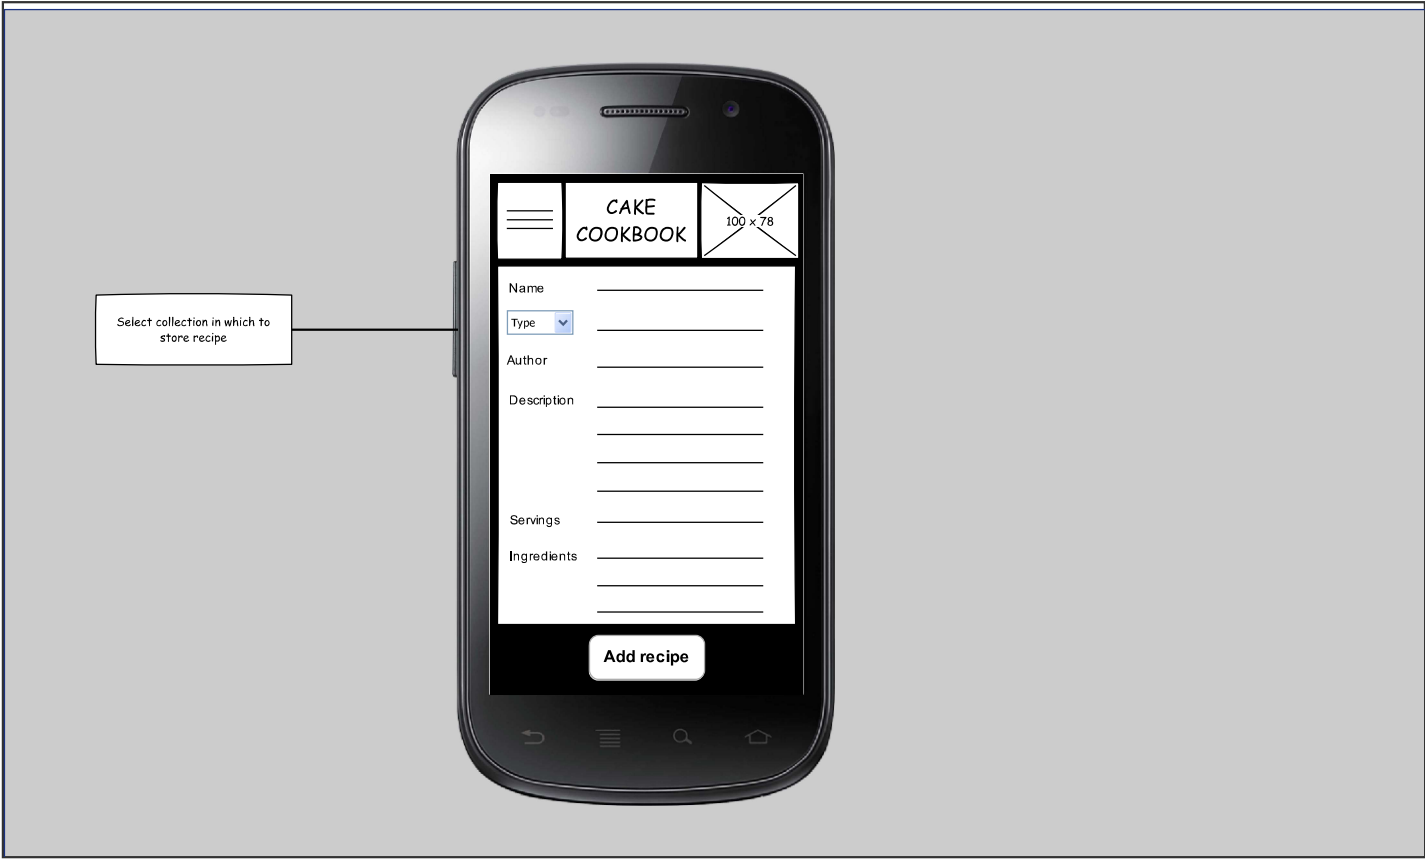 CAKE
COOKBOOK
100 x 78
Name
Select collection in which to
store recipe
Type
Author
Description
Servings
Ingredients
Add recipe